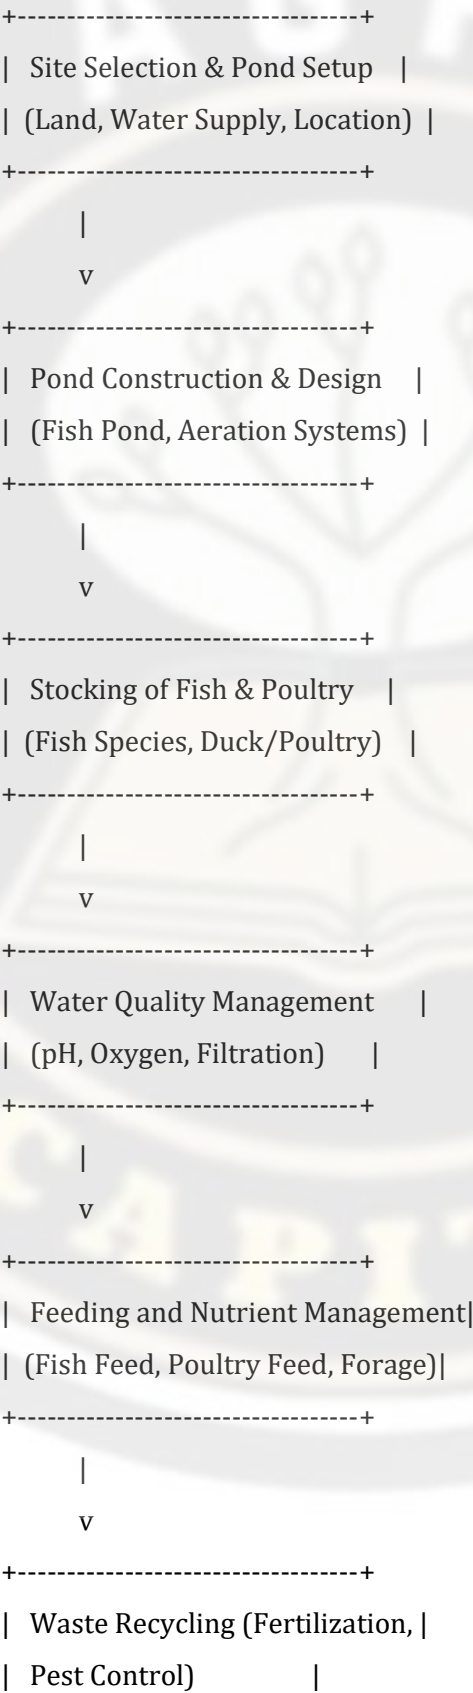 +----------------------------------+
| Site Selection & Pond Setup |
| (Land, Water Supply, Location) |
+----------------------------------+
|
v
+----------------------------------+
| Pond Construction & Design |
| (Fish Pond, Aeration Systems) |
+----------------------------------+
|
v
+----------------------------------+
| Stocking of Fish & Poultry |
| (Fish Species, Duck/Poultry) |
+----------------------------------+
|
v
+----------------------------------+
| Water Quality Management |
| (pH, Oxygen, Filtration) |
+----------------------------------+
|
v
+----------------------------------+
| Feeding and Nutrient Management|
| (Fish Feed, Poultry Feed, Forage)|
+----------------------------------+
|
v
+----------------------------------+
| Waste Recycling (Fertilization, |
| Pest Control) |